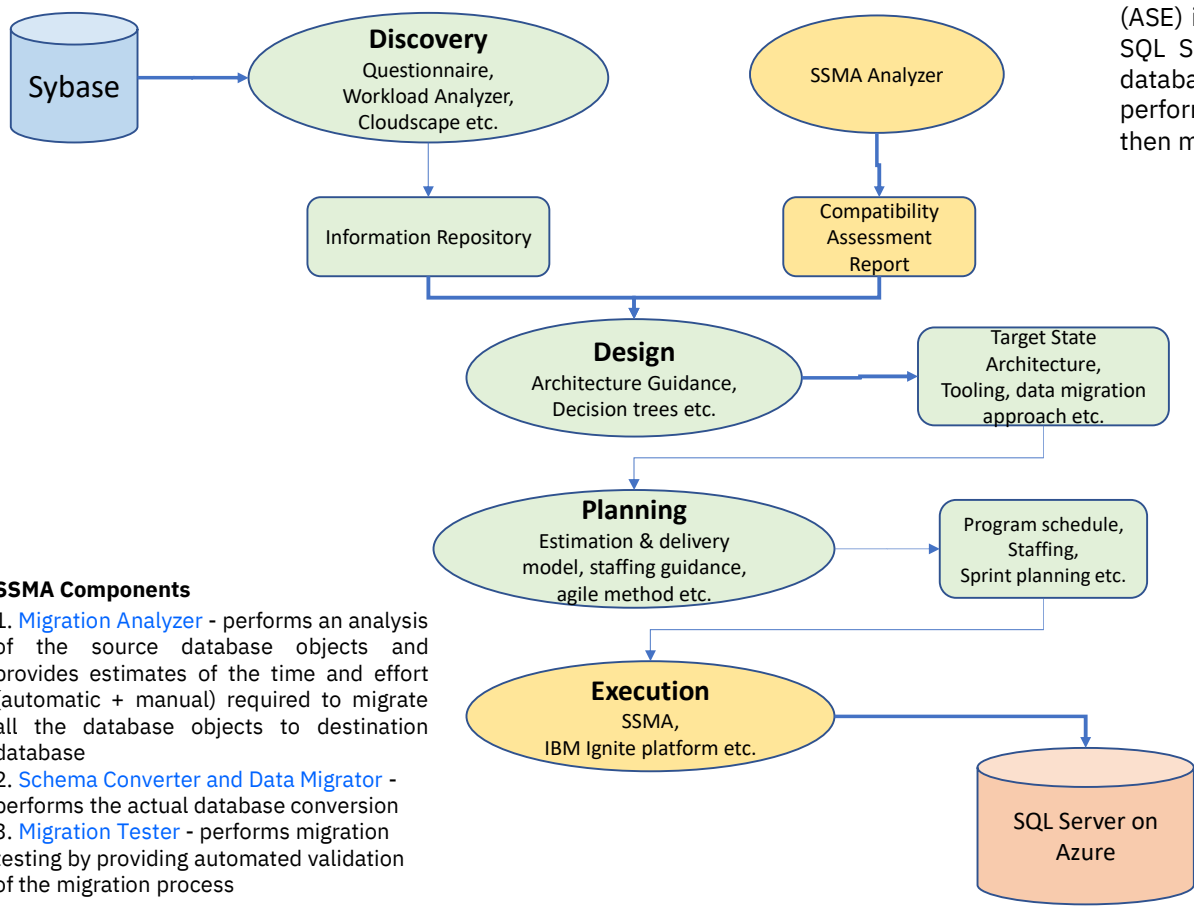 Sybase
Discovery
Questionnaire,
Workload Analyzer,
Cloudscape etc.
SSMA Analyzer
(ASE) i
SQL S
databa
perform
then m
Information Repository
Compatibility
Assessment
Report
Design
Architecture Guidance,
Decision trees etc.
Target State
Architecture,
Tooling, data migration
approach etc.
Planning
Estimation & delivery
model, staffing guidance,
agile method etc.
Program schedule,
Staffing,
Sprint planning etc.
SSMA Components
1. Migration Analyzer - performs an analysis
of the source database objects and
provides estimates of the time and effort
(automatic + manual) required to migrate
all the database objects to destination
database
2. Schema Converter and Data Migrator -
performs the actual database conversion
3. Migration Tester - performs migration
testing by providing automated validation
of the migration process
Execution
SSMA,
IBM Ignite platform etc.
SQL Server on
Azure